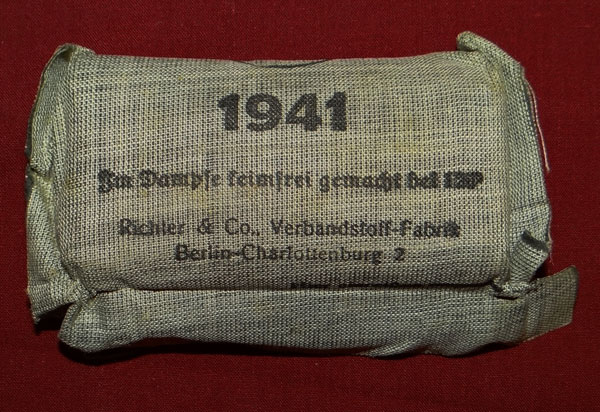 1941
Im Dampfe keimfrei gemacht bei 120°
Richter & Co., Verbandstoff-Fabrik
Berlin-Charlottenburg 2